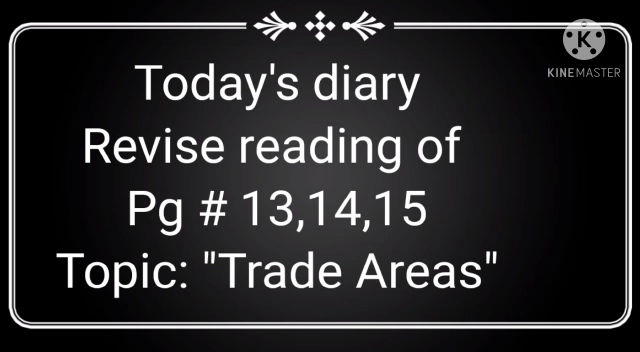 KINEMASTER
Today's diary
Revise reading of
Pg # 13,14,15
Topic: "Trade Areas"